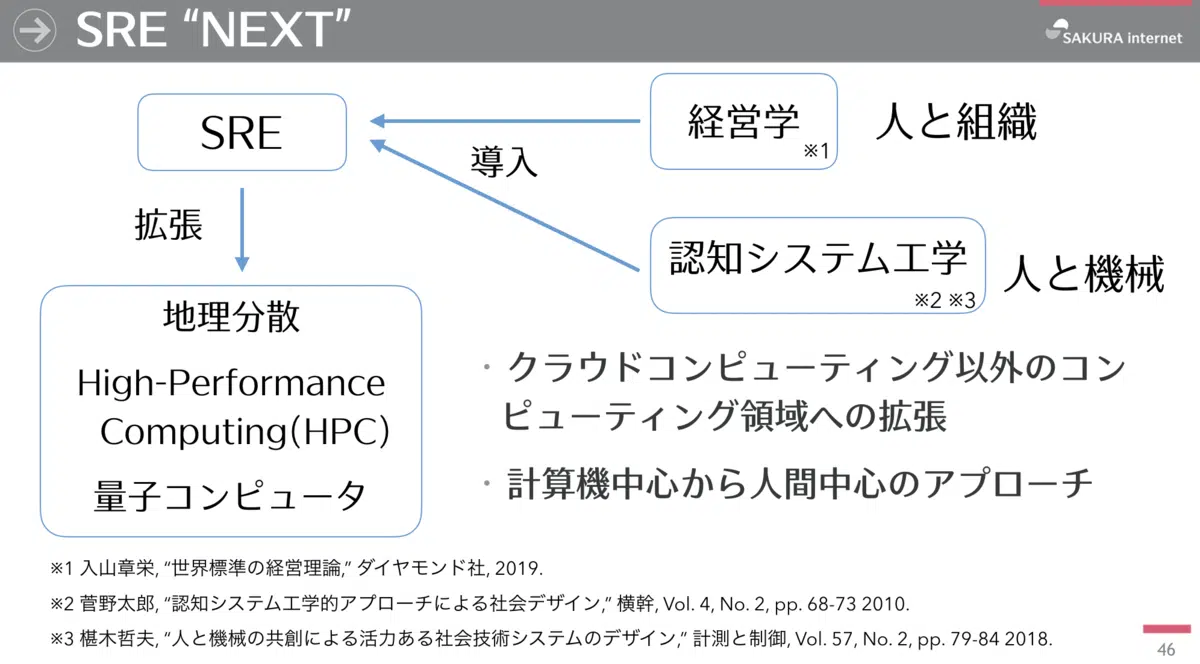 SRE “NEXT”
SAKURA internet
SRE
経営学
※1
人と組織
導入
拡張
認知システム工学
※2 ※3
人と機械
地理分散
High-Performance
Computing(HPC)
量子コンピュータ
・クラウドコンピューティング以外のコン
ピューティング領域への拡張
・計算機中心から人間中心のアプローチ
※1 入山章栄, “世界標準の経営理論,” ダイヤモンド社, 2019.
※2 菅野太郎, “認知システム工学的アプローチによる社会デザイン,“ 横幹, Vol. 4, No. 2, pp. 68-73 2010.
※3 椹木哲夫, “人と機械の共創による活力ある社会技術システムのデザイン,” 計測と制御, Vol. 57, No. 2, pp. 79-84 2018.
46